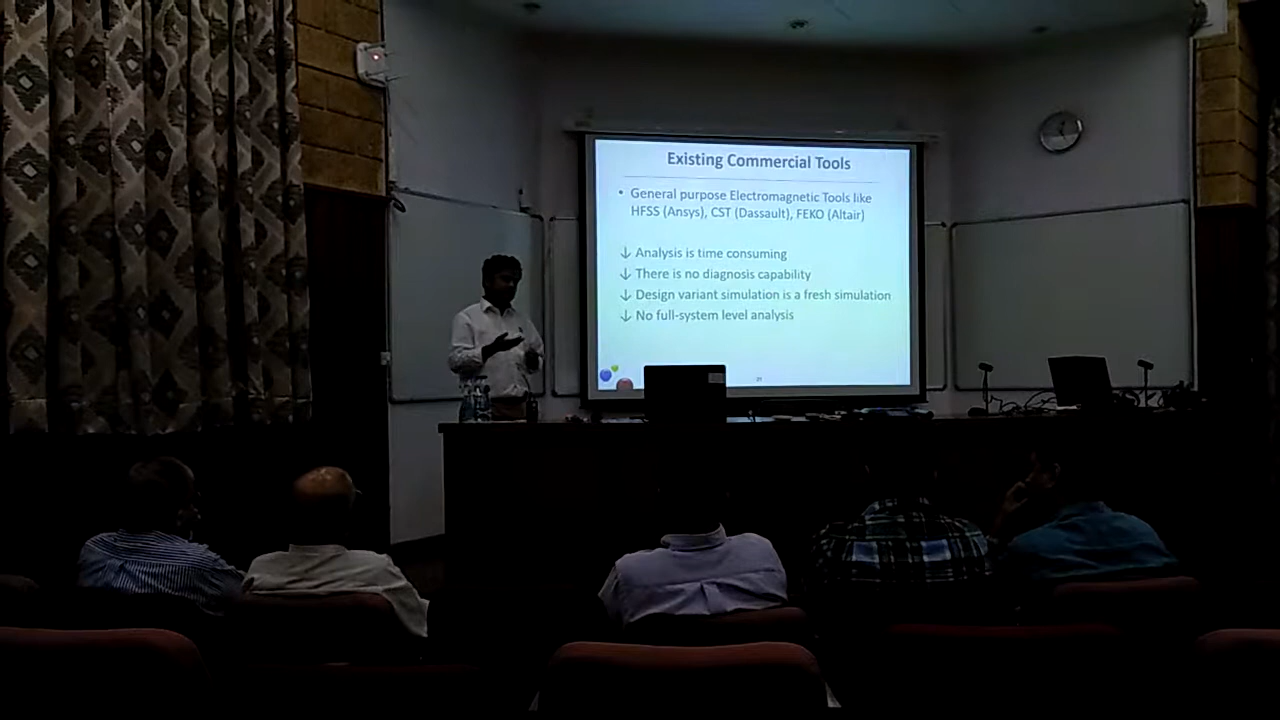 Existing Commercial Tools
• General purpose Electromagnetic Tools like
HFSS (Ansys), CST (Dassault), FEKO (Altair)
↓ Analysis is time consuming
↓ There is no diagnosis capability
↓ Design variant simulation is a fresh simulation
↓ No full-system level analysis